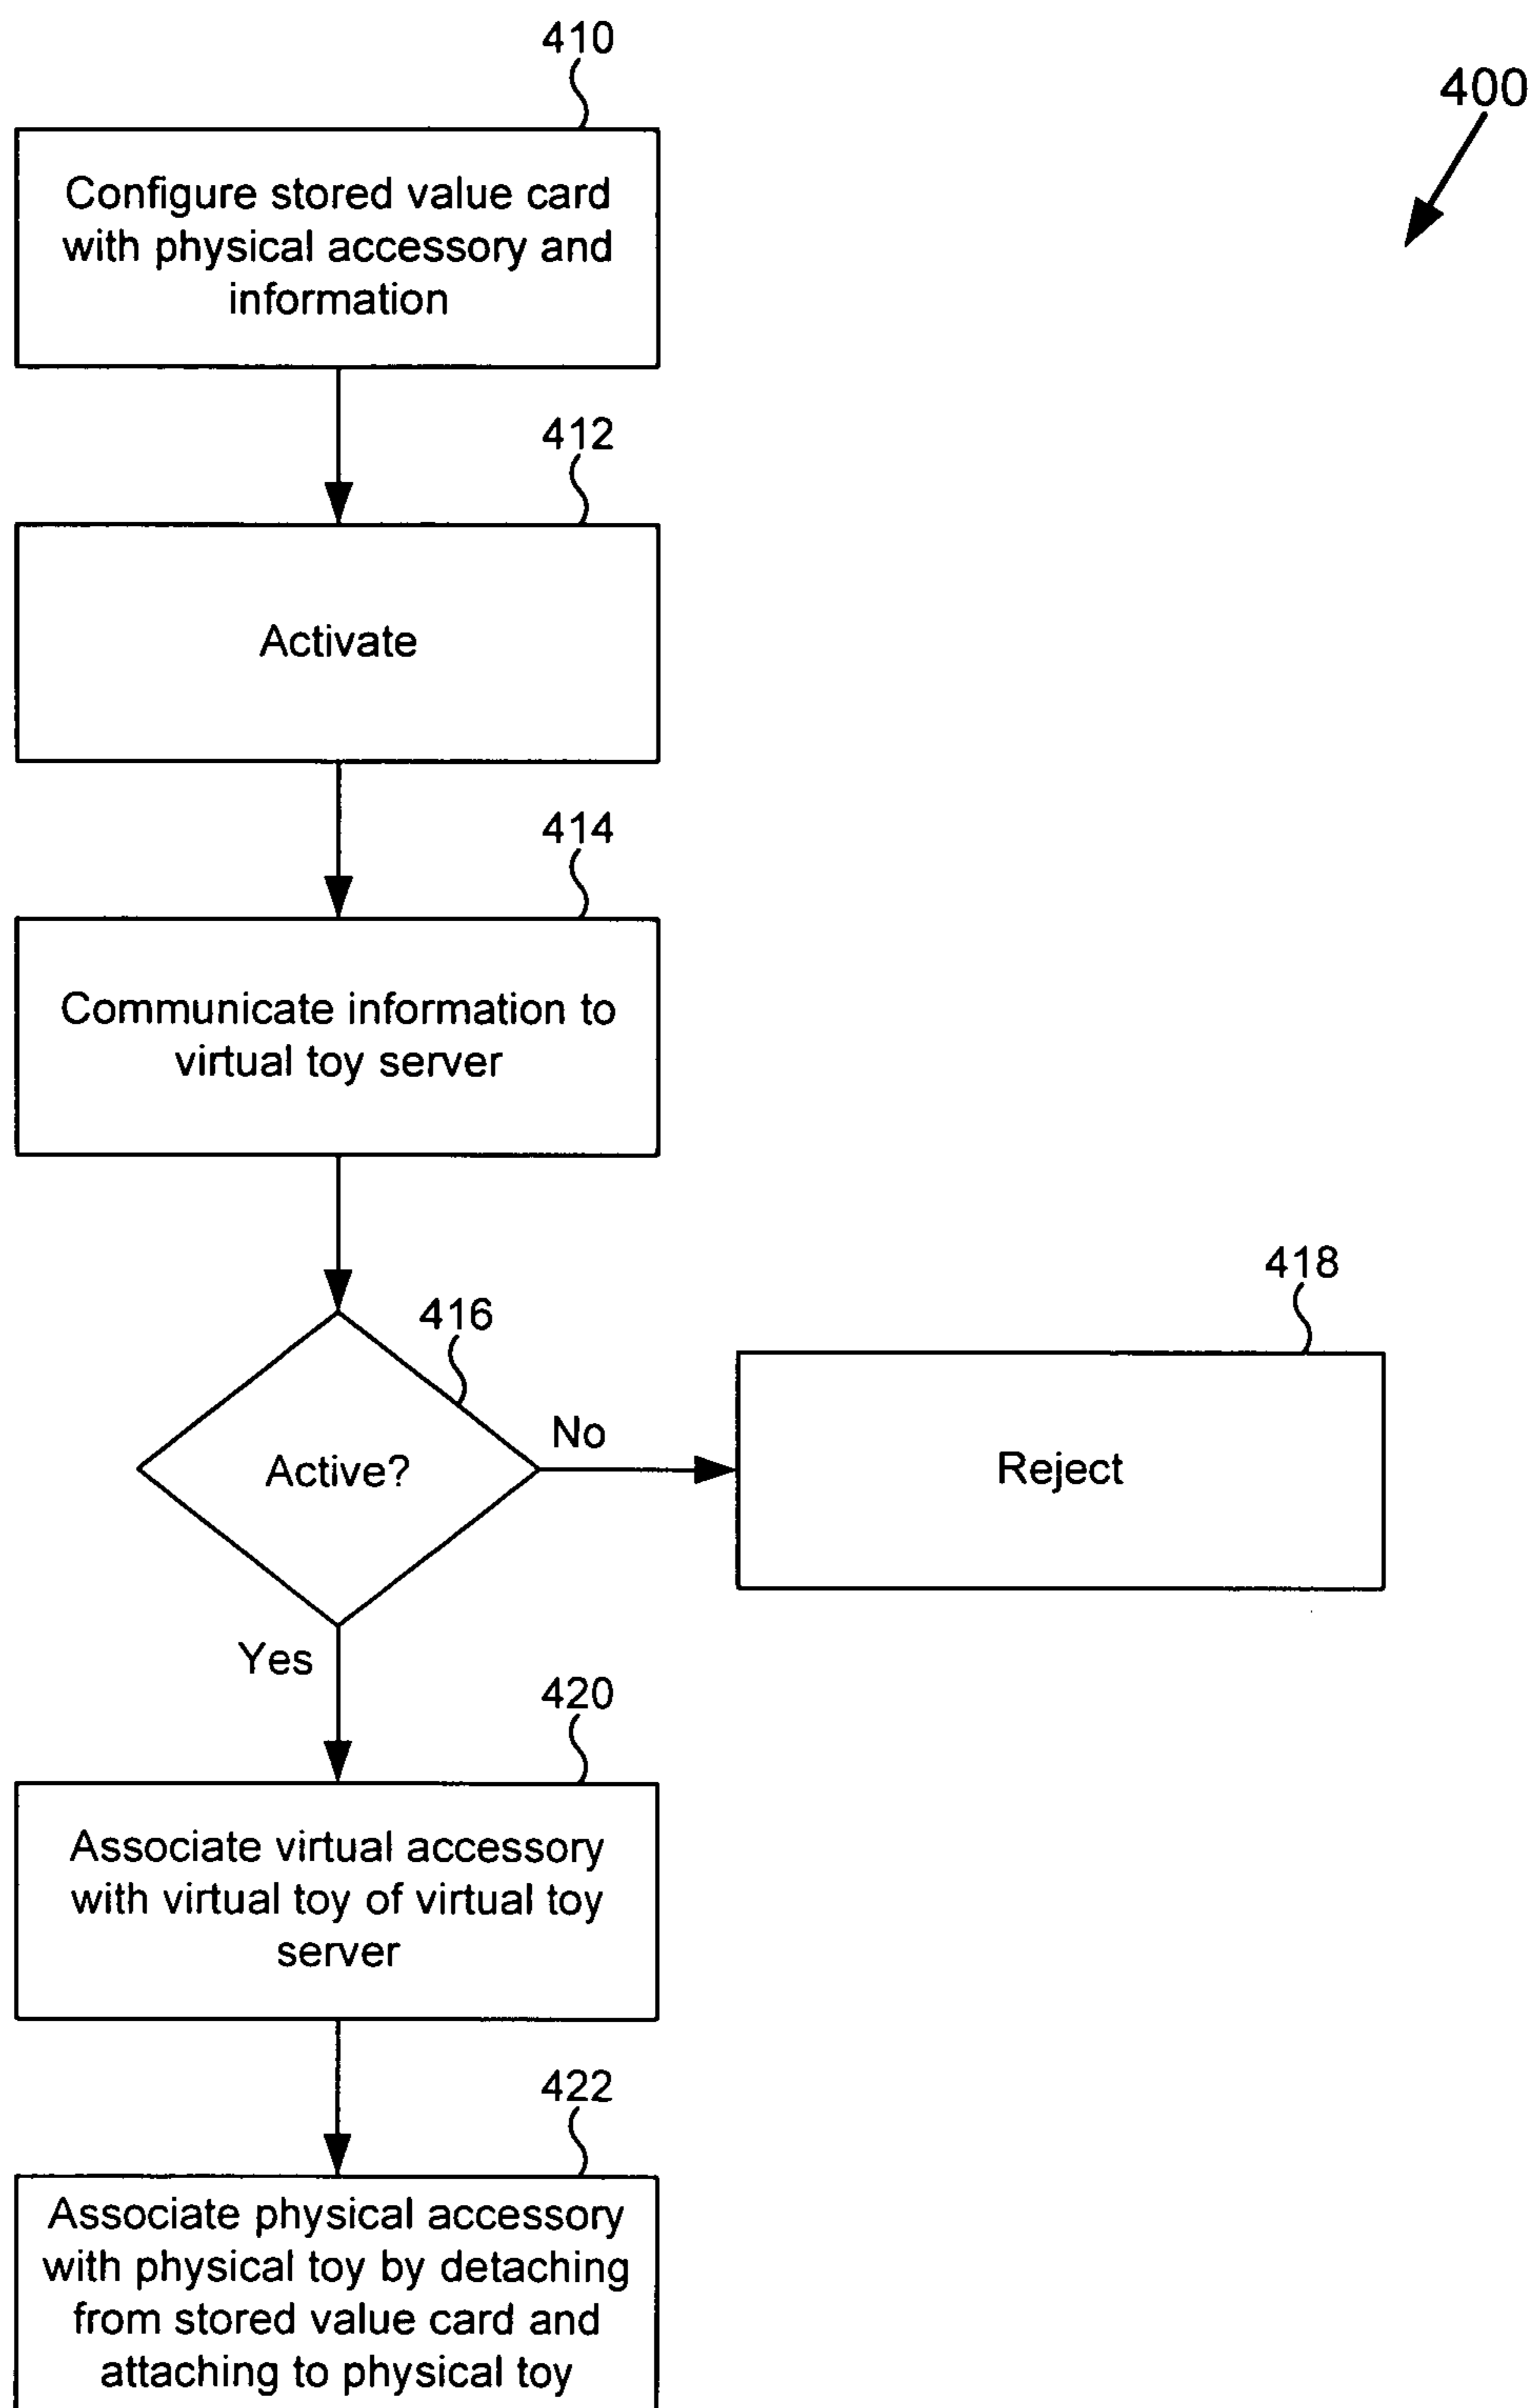 410
400
Configure stored value card
with physical accessory and
information
412
Activate
414
Communicate information to
virtual toy server
416
418
Active?
No
Reject
Yes
420
Associate virtual accessory
with virtual toy of virtual toy
server
422
Associate physical accessory
with physical toy by detaching
from stored value card and
attaching to physical toy